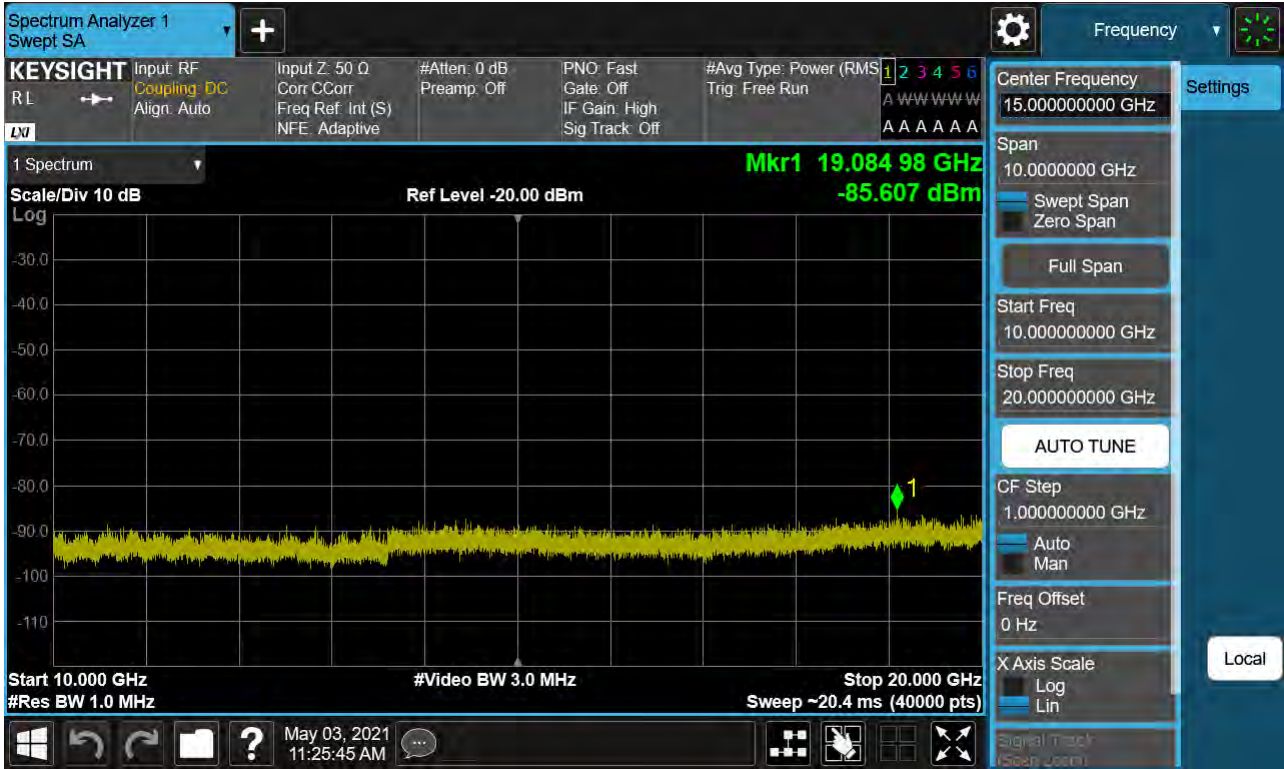 Spectrum Analyzer 1
Swept SA
+
Frequency
KEYSIGHT
RL
LXI
Input: RF
Coupling: DC
Align: Auto
Input Z: 50 Ω
Corr CCorr
Freq Ref: Int (S)
NFE: Adaptive
#Atten: 0 dB
Preamp: Off
PNO: Fast
Gate: Off
IF Gain: High
Sig Track: Off
#Avg Type: Power (RMS
Trig: Free Run
1 2 3 4 5 6
A W W W W W
A A A A A A
Center Frequency
15.000000000 GHz
Settings
Span
10.0000000 GHz
Swept Span
Zero Span
Full Span
Start Freq
10.000000000 GHz
Stop Freq
20.000000000 GHz
AUTO TUNE
CF Step
1.000000000 GHz
Auto
Man
Freq Offset
0 Hz
X Axis Scale
Log
Lin
Signal Track
(Span Zoom)
Local
1 Spectrum
Mkr1 19.084 98 GHz
-85.607 dBm
Scale/Div 10 dB
Ref Level -20.00 dBm
Log
-30.0
-40.0
-50.0
-60.0
-70.0
-80.0
1
-90.0
-100
-110
Start 10.000 GHz
#Video BW 3.0 MHz
Stop 20.000 GHz
#Res BW 1.0 MHz
Sweep ~20.4 ms (40000 pts)
?
May 03, 2021
11:25:45 AM